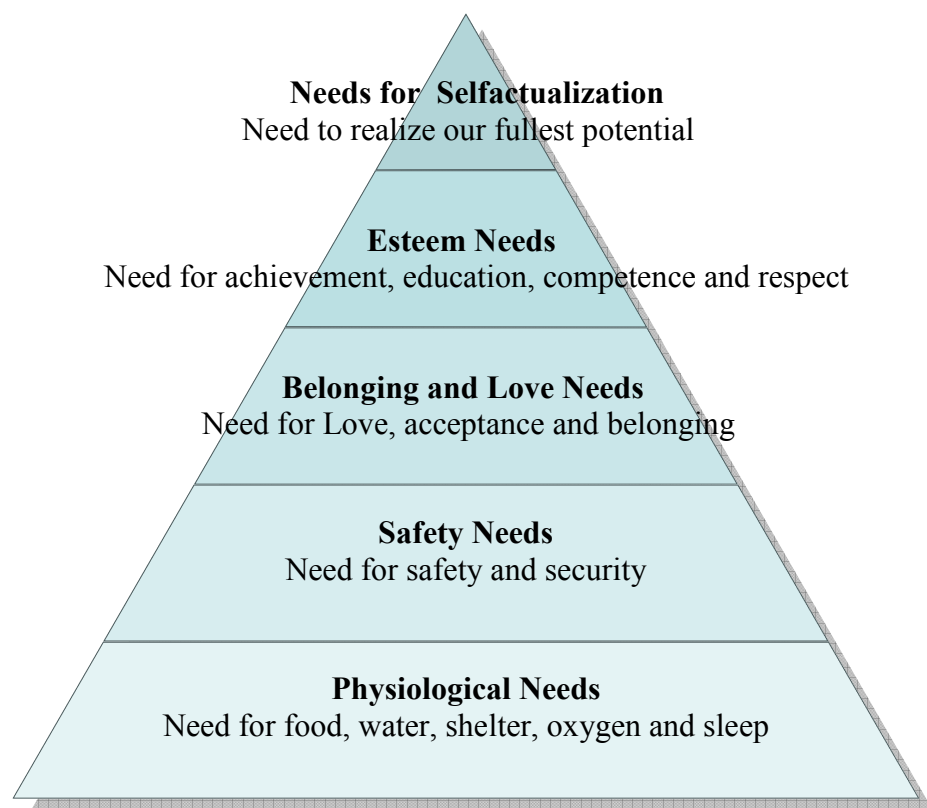 Needs for Selfactualization
Need to realize our fullest potential
Esteem Needs
Need for achievement, education, competence and respect
Belonging and Love Needs
Need for Love, acceptance and belonging
Safety Needs
Need for safety and security
Physiological Needs
Need for food, water, shelter, oxygen and sleep